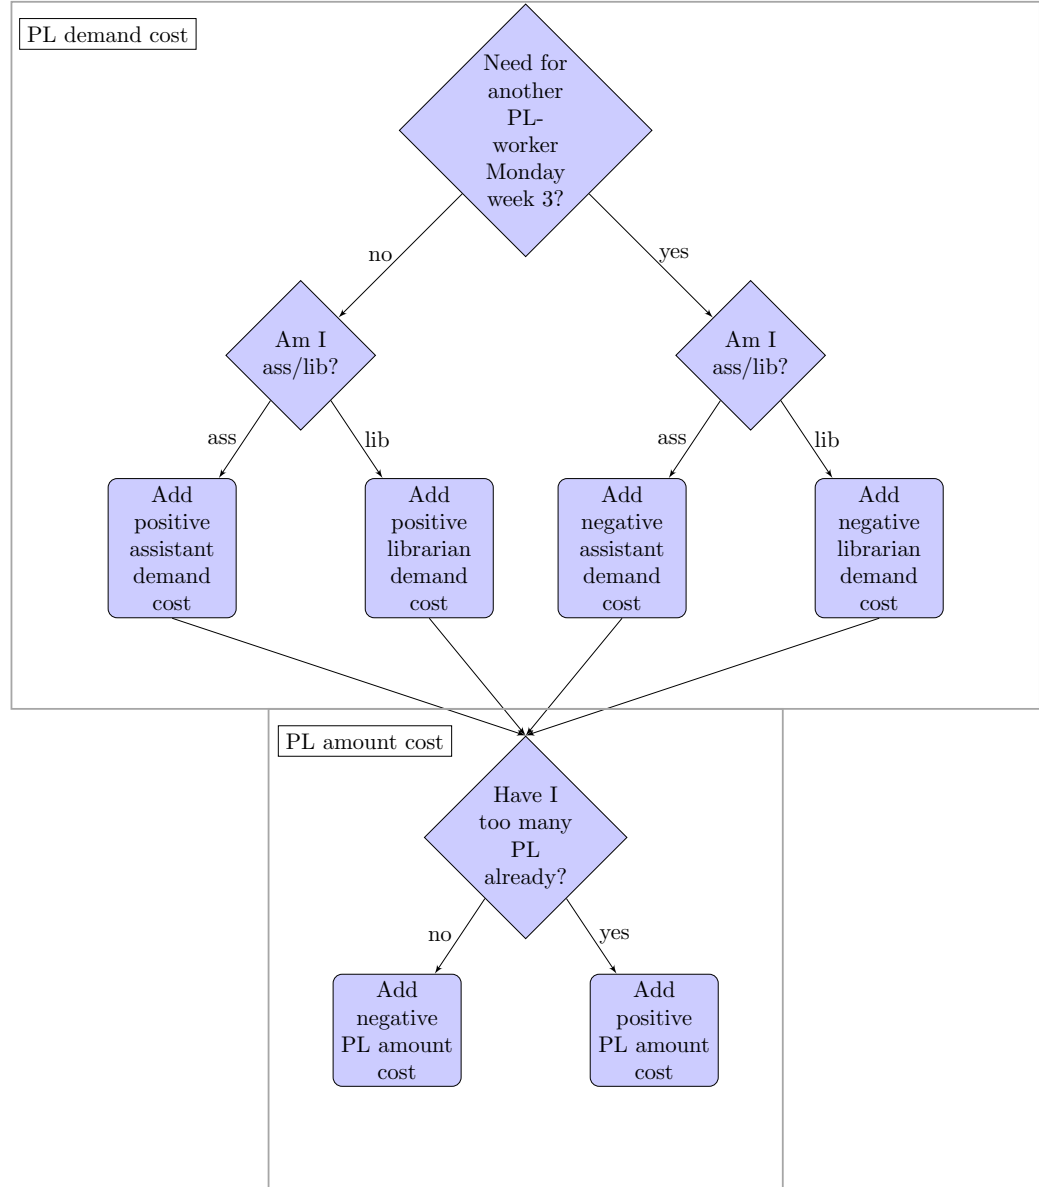 PL demand cost
Need for
another
PL-
worker
Monday
week 3?
no
yes
Am I
ass/lib?
Am I
ass/lib?
ass
lib
ass
lib
Add
positive
assistant
demand
cost
Add
positive
librarian
demand
cost
Add
negative
assistant
demand
cost
Add
negative
librarian
demand
cost
PL amount cost
Have I
too many
PL
already?
no
yes
Add
negative
PL amount
cost
Add
positive
PL amount
cost